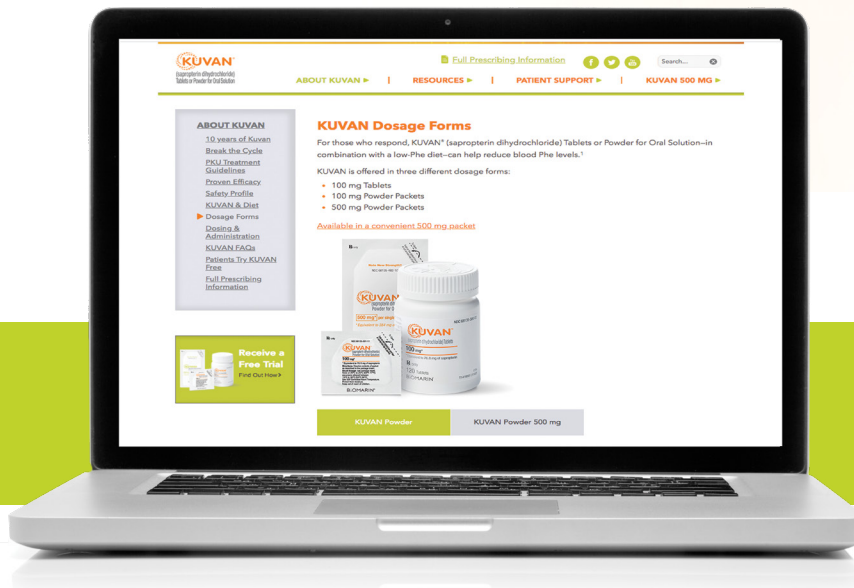 KUVAN
(sapropterin dihydrochloride)
Tablets or Powder for Oral Solution
Full Prescribing Information
Search...
ABOUT KUVAN
RESOURCES
PATIENT SUPPORT
KUVAN 500 MG
ABOUT KUVAN
10 years of Kuvan
Break the Cycle
PKU Treatment
Guidelines
Proven Efficacy
Safety Profile
KUVAN & Diet
Dosage Forms
Dosing &
Administration
KUVAN FAQs
Patients Try KUVAN
Free
Full Prescribing
Information
Receive a
Free Trial
Find Out Now
KUVAN Dosage Forms
For those who respond, KUVAN® (sapropterin dihydrochloride) Tablets or Powder for Oral Solution—in
combination with a low-Phe diet—can help reduce blood Phe levels.¹
KUVAN is offered in three different dosage forms:
• 100 mg Tablets
• 100 mg Powder Packets
• 500 mg Powder Packets
Available in a convenient 500 mg packet
KUVAN
KUVAN
100 mg
BIOMARIN
KUVAN
120 Tablets
BIOMARIN
KUVAN Powder
KUVAN Powder 500 mg